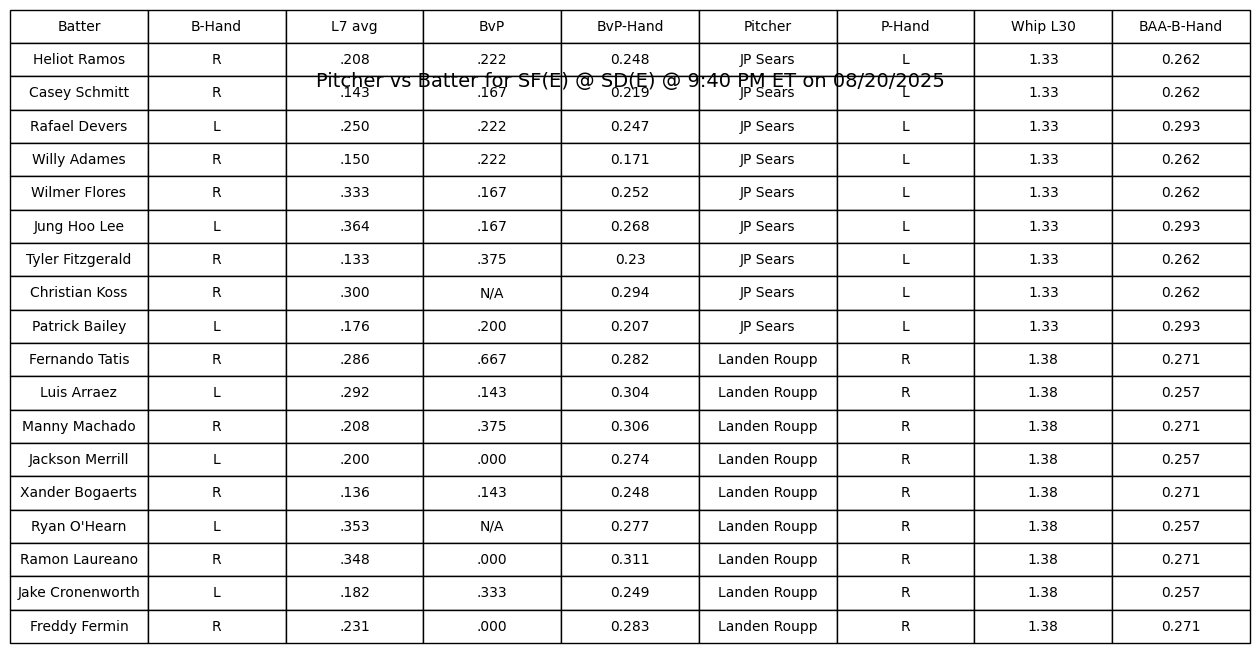 Batter B-Hand L7 avg BvP BvP-Hand Pitcher P-Hand Whip L30 BAA-B-Hand
Heliot Ramos R .208 .222 0.248 JP Sears L 1.33 0.262
Pitcher vs Batter for SF(E) @ SD(E) @ 9:40 PM ET on 08/20/2025
Casey Schmitt R .143 .167 0.219 JP Sears L 1.33 0.262
Rafael Devers L .250 .222 0.247 JP Sears L 1.33 0.293
Willy Adames R .150 .222 0.171 JP Sears L 1.33 0.262
Wilmer Flores R .333 .167 0.252 JP Sears L 1.33 0.262
Jung Hoo Lee L .364 .167 0.268 JP Sears L 1.33 0.293
Tyler Fitzgerald R .133 .375 0.23 JP Sears L 1.33 0.262
Christian Koss R .300 N/A 0.294 JP Sears L 1.33 0.262
Patrick Bailey L .176 .200 0.207 JP Sears L 1.33 0.293
Fernando Tatis R .286 .667 0.282 Landen Roupp R 1.38 0.271
Luis Arraez L .292 .143 0.304 Landen Roupp R 1.38 0.257
Manny Machado R .208 .375 0.306 Landen Roupp R 1.38 0.271
Jackson Merrill L .200 .000 0.274 Landen Roupp R 1.38 0.257
Xander Bogaerts R .136 .143 0.248 Landen Roupp R 1.38 0.271
Ryan O'Hearn L .353 N/A 0.277 Landen Roupp R 1.38 0.257
Ramon Laureano R .348 .000 0.311 Landen Roupp R 1.38 0.271
Jake Cronenworth L .182 .333 0.249 Landen Roupp R 1.38 0.257
Freddy Fermin R .231 .000 0.283 Landen Roupp R 1.38 0.271